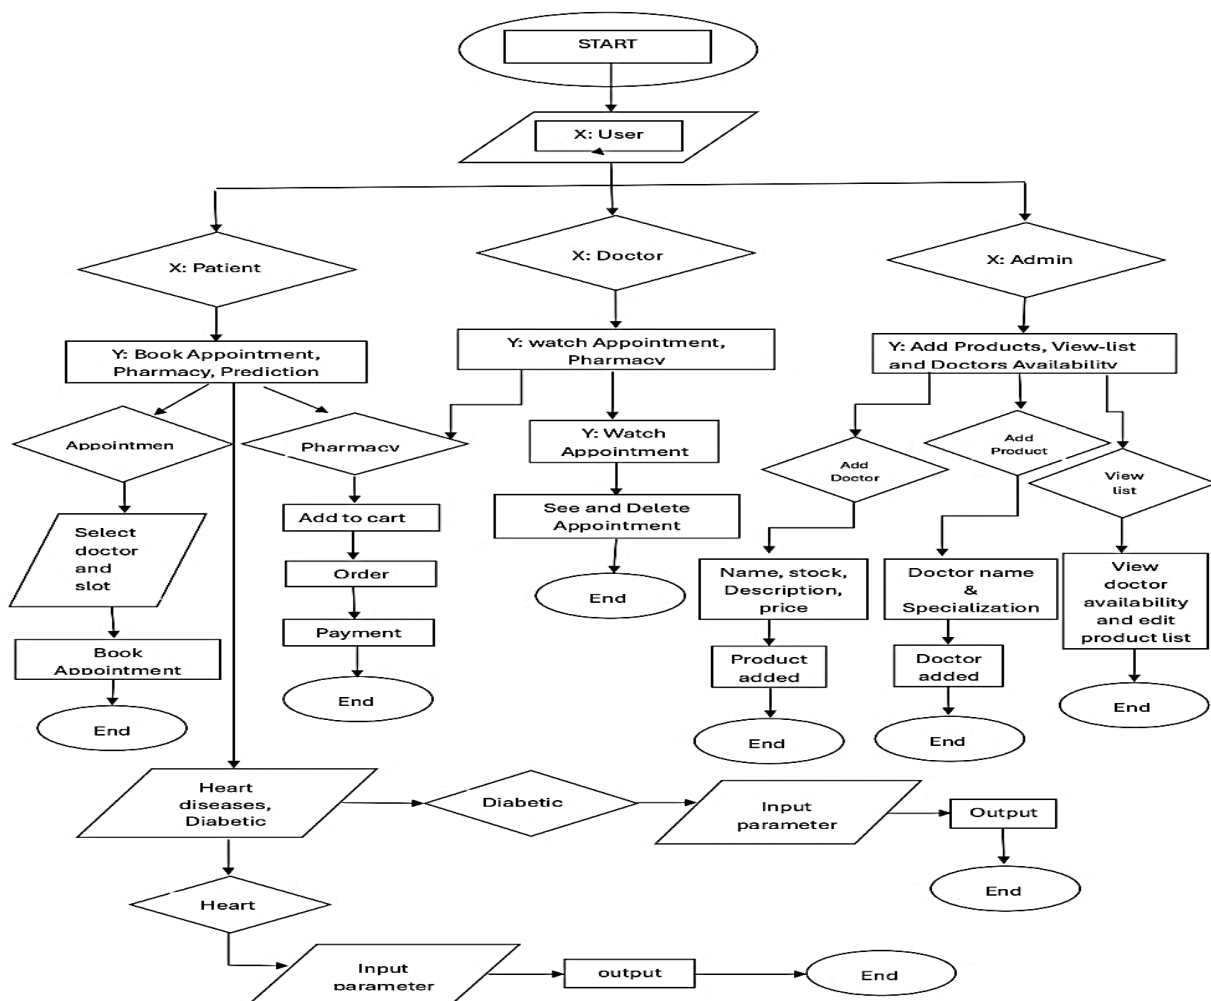 START
X: User
X: Patient
X: Doctor
X: Admin
Y: Book Appointment,
Pharmacy, Prediction
Y: watch Appointment,
Pharmacy
Y: Add Products, View-list
and Doctors Availability
Appointmen
Pharmacy
Y: Watch
Appointment
Add
Doctor
Add
Product
View
list
Select
doctor
and
slot
Add to cart
Order
Payment
End
See and Delete
Appointment
End
Name, stock,
Description,
price
Product
added
End
Doctor name
&
Specialization
Doctor
added
End
View
doctor
availability
and edit
product list
End
Book
Appointment
End
Heart
diseases,
Diabetic
Diabetic
Input
parameter
Output
End
Heart
Input
parameter
output
End